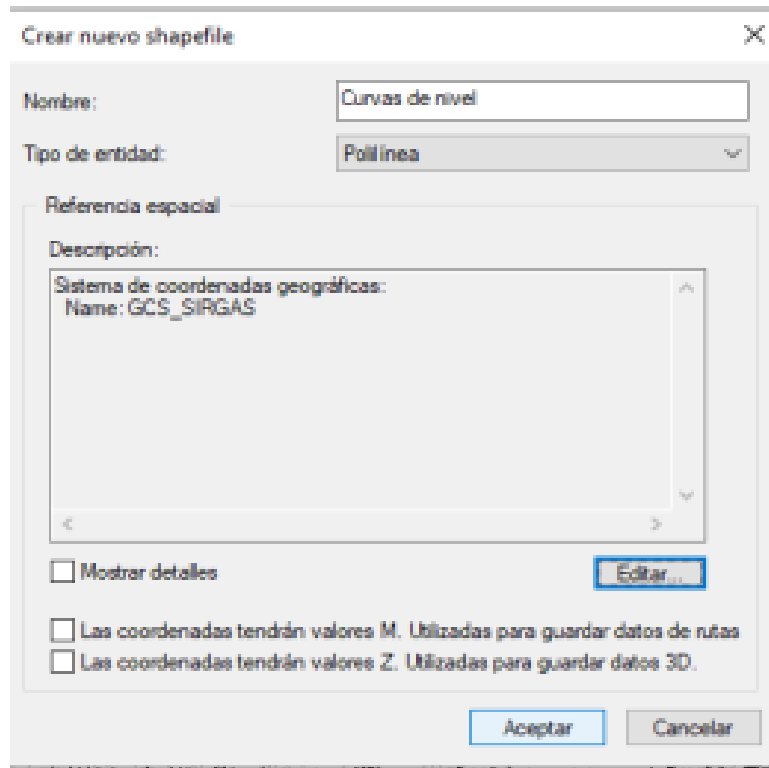 Crear nuevo shapefile
Nombre:
Curvas de nivel
Tipo de entidad:
Polilínea
Referencia espacial
Descripción:
Sistema de coordenadas geográficas:
Name: GCS_SIRGAS
Mostrar detalles
Editar...
Las coordenadas tendrán valores M. Utilizadas para guardar datos de rutas
Las coordenadas tendrán valores Z. Utilizadas para guardar datos 3D.
Aceptar
Cancelar